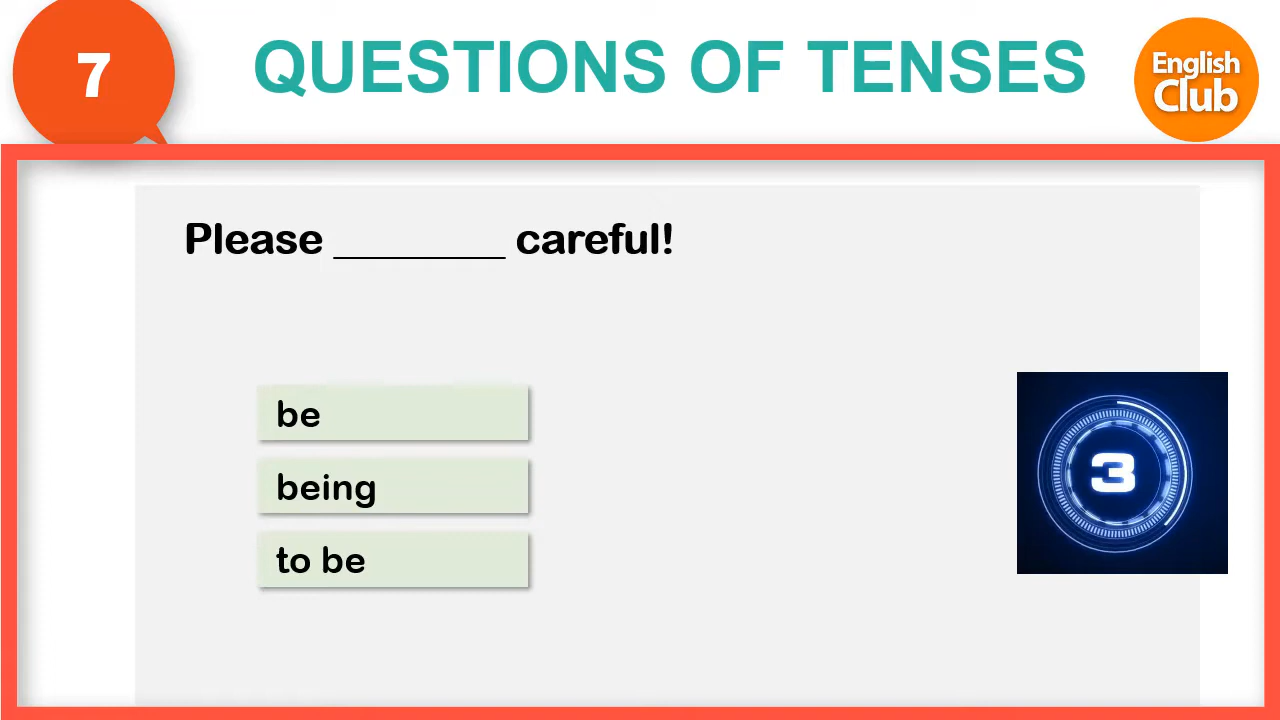 7
QUESTIONS OF TENSES
English
Club
Please ________ careful!
be
being
to be
3